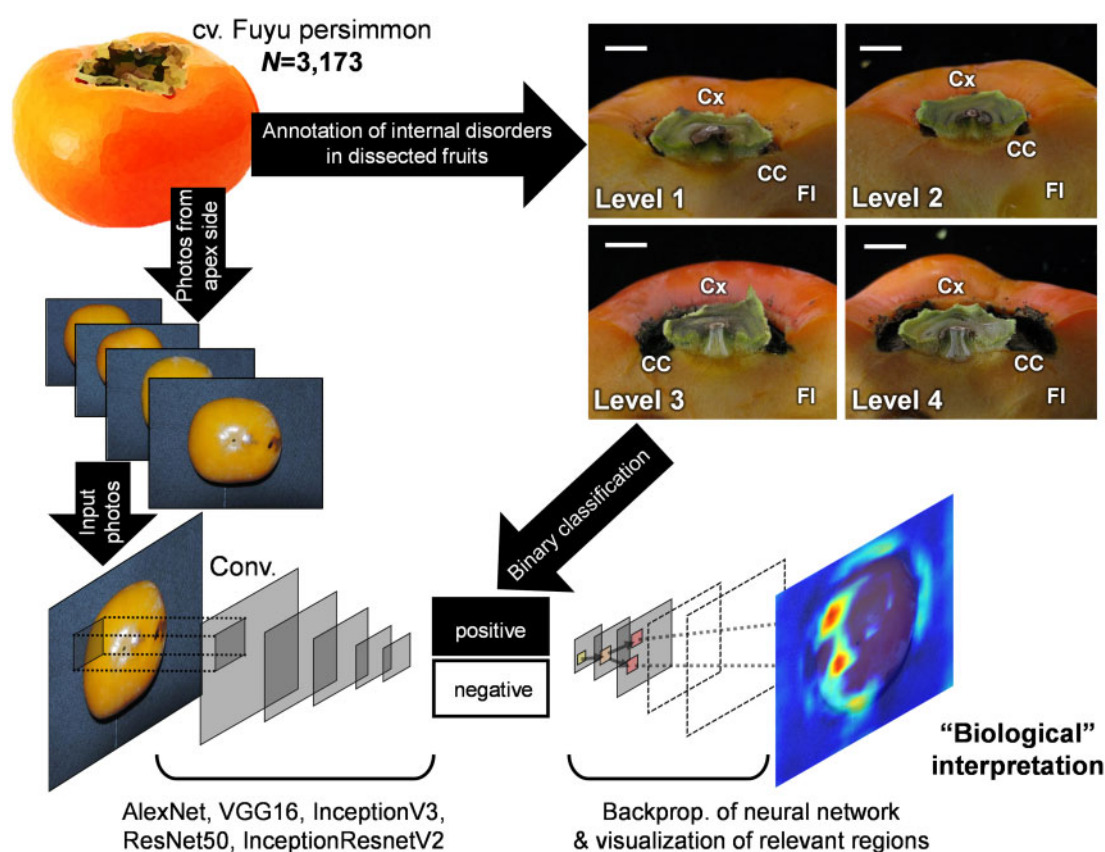 cv. Fuyu persimmon
N=3,173
Annotation of internal disorders
in dissected fruits
Cx
CC
Fl
Level 1
Cx
CC
Fl
Level 2
Cx
CC
Fl
Level 3
Cx
CC
Fl
Level 4
Photos from
apex side
Input
photos
Binary classification
Conv.
positive
negative
"Biological"
interpretation
AlexNet, VGG16, InceptionV3,
ResNet50, InceptionResnetV2
Backprop. of neural network
& visualization of relevant regions